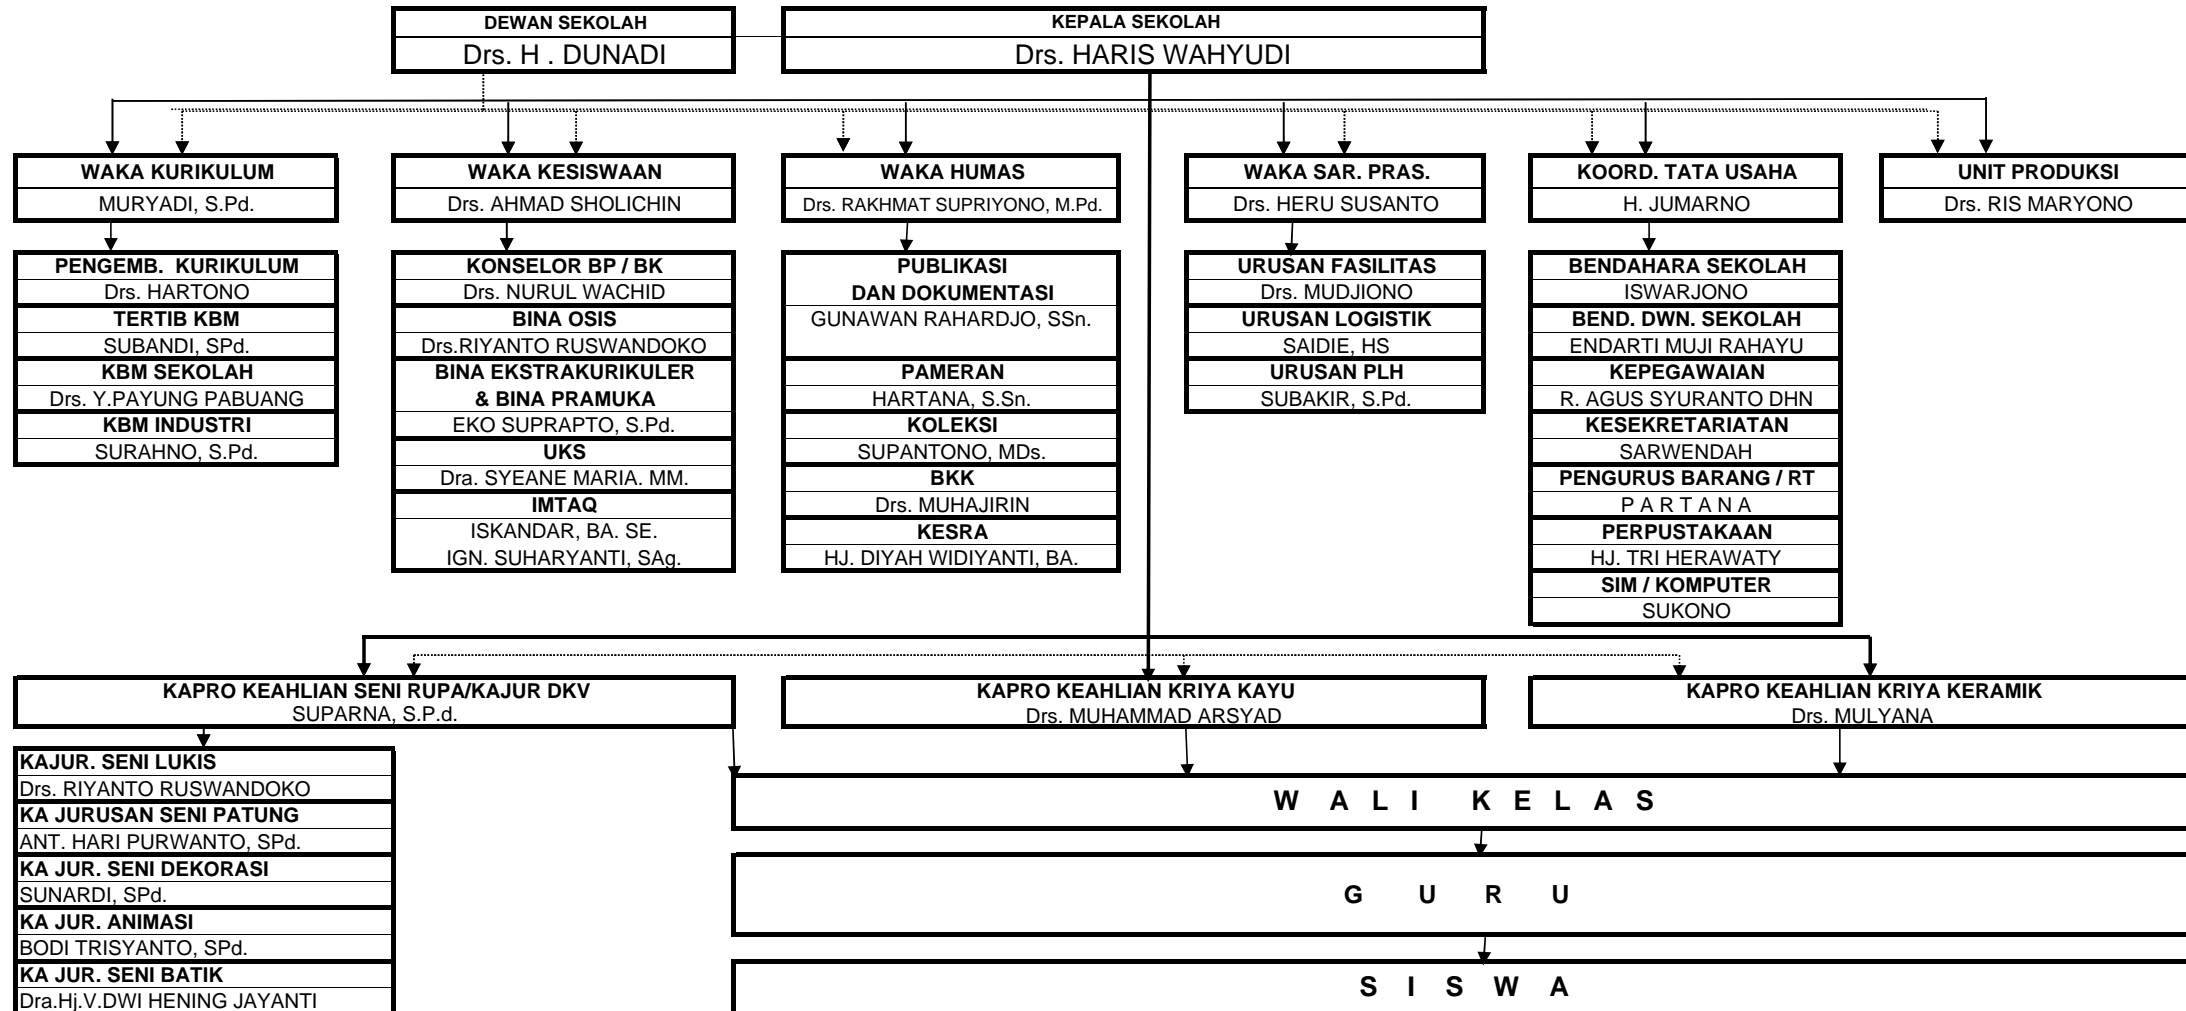 DEWAN SEKOLAH
Drs. H . DUNADI
KEPALA SEKOLAH
Drs. HARIS WAHYUDI
WAKA KURIKULUM
MURYADI, S.Pd.
WAKA KESISWAAN
Drs. AHMAD SHOLICHIN
WAKA HUMAS
Drs. RAKHMAT SUPRIYONO, M.Pd.
WAKA SAR. PRAS.
Drs. HERU SUSANTO
KOORD. TATA USAHA
H. JUMARNO
UNIT PRODUKSI
Drs. RIS MARYONO
PENGEMB. KURIKULUM
Drs. HARTONO
TERTIB KBM
SUBANDI, SPd.
KBM SEKOLAH
Drs. Y.PAYUNG PABUANG
KBM INDUSTRI
SURAHNO, S.Pd.
KONSELOR BP / BK
Drs. NURUL WACHID
BINA OSIS
Drs.RIYANTO RUSWANDOKO
BINA EKSTRAKURIKULER
& BINA PRAMUKA
EKO SUPRAPTO, S.Pd.
UKS
Dra. SYEANE MARIA. MM.
IMTAQ
ISKANDAR, BA. SE.
IGN. SUHARYANTI, SAg.
PUBLIKASI
DAN DOKUMENTASI
GUNAWAN RAHARDJO, SSn.
PAMERAN
HARTANA, S.Sn.
KOLEKSI
SUPANTONO, MDs.
BKK
Drs. MUHAJIRIN
KESRA
HJ. DIYAH WIDIYANTI, BA.
URUSAN FASILITAS
Drs. MUDJIONO
URUSAN LOGISTIK
SAIDIE, HS
URUSAN PLH
SUBAKIR, S.Pd.
BENDAHARA SEKOLAH
ISWARJONO
BEND. DWN. SEKOLAH
ENDARTI MUJI RAHAYU
KEPEGAWAIAN
R. AGUS SYURANTO DHN
KESEKRETARIATAN
SARWENDAH
PENGURUS BARANG / RT
P A R T A N A
PERPUSTAKAAN
HJ. TRI HERAWATY
SIM / KOMPUTER
SUKONO
KAPRO KEAHLIAN SENI RUPA/KAJUR DKV
SUPARNA, S.P.d.
KAPRO KEAHLIAN KRIYA KAYU
Drs. MUHAMMAD ARSYAD
KAPRO KEAHLIAN KRIYA KERAMIK
Drs. MULYANA
KAJUR. SENI LUKIS
Drs. RIYANTO RUSWANDOKO
KA JURUSAN SENI PATUNG
ANT. HARI PURWANTO, SPd.
KA JUR. SENI DEKORASI
SUNARDI, SPd.
KA JUR. ANIMASI
BODI TRISYANTO, SPd.
KA JUR. SENI BATIK
Dra.Hj.V.DWI HENING JAYANTI
W A L I K E L A S
G U R U
S I S W A